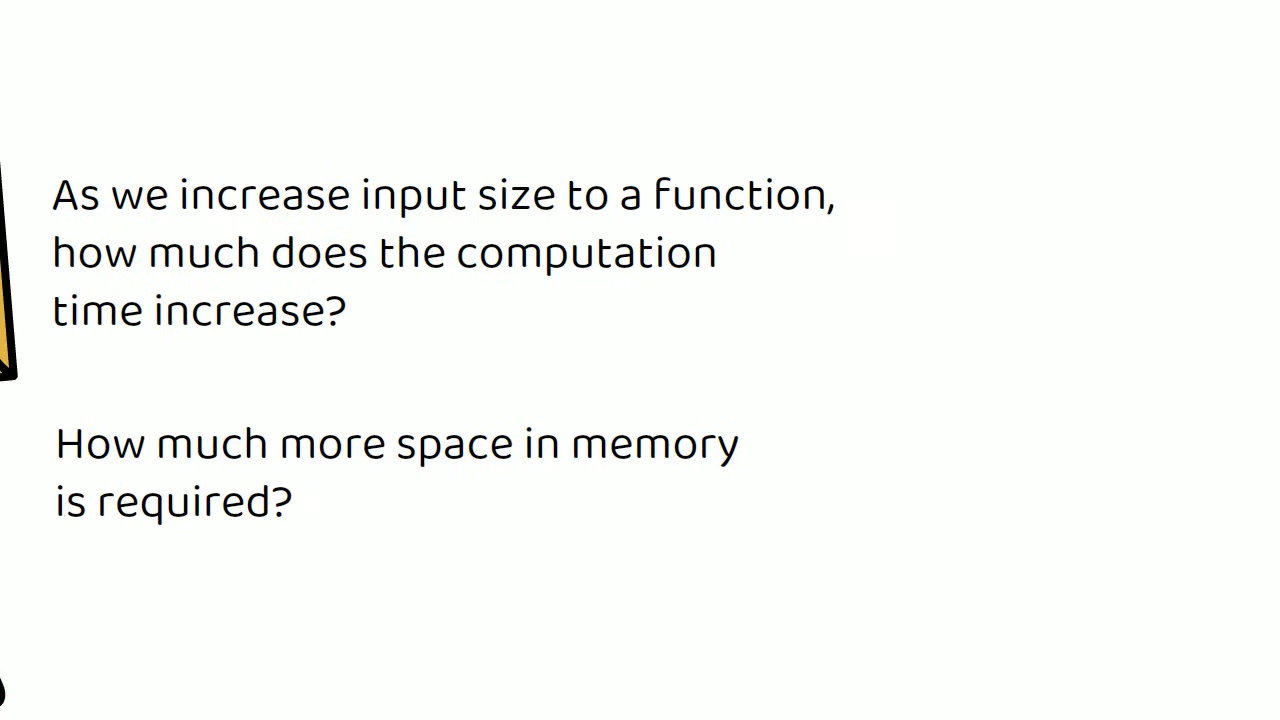 As we increase input size to a function,
how much does the computation
time increase?
How much more space in memory
is required?